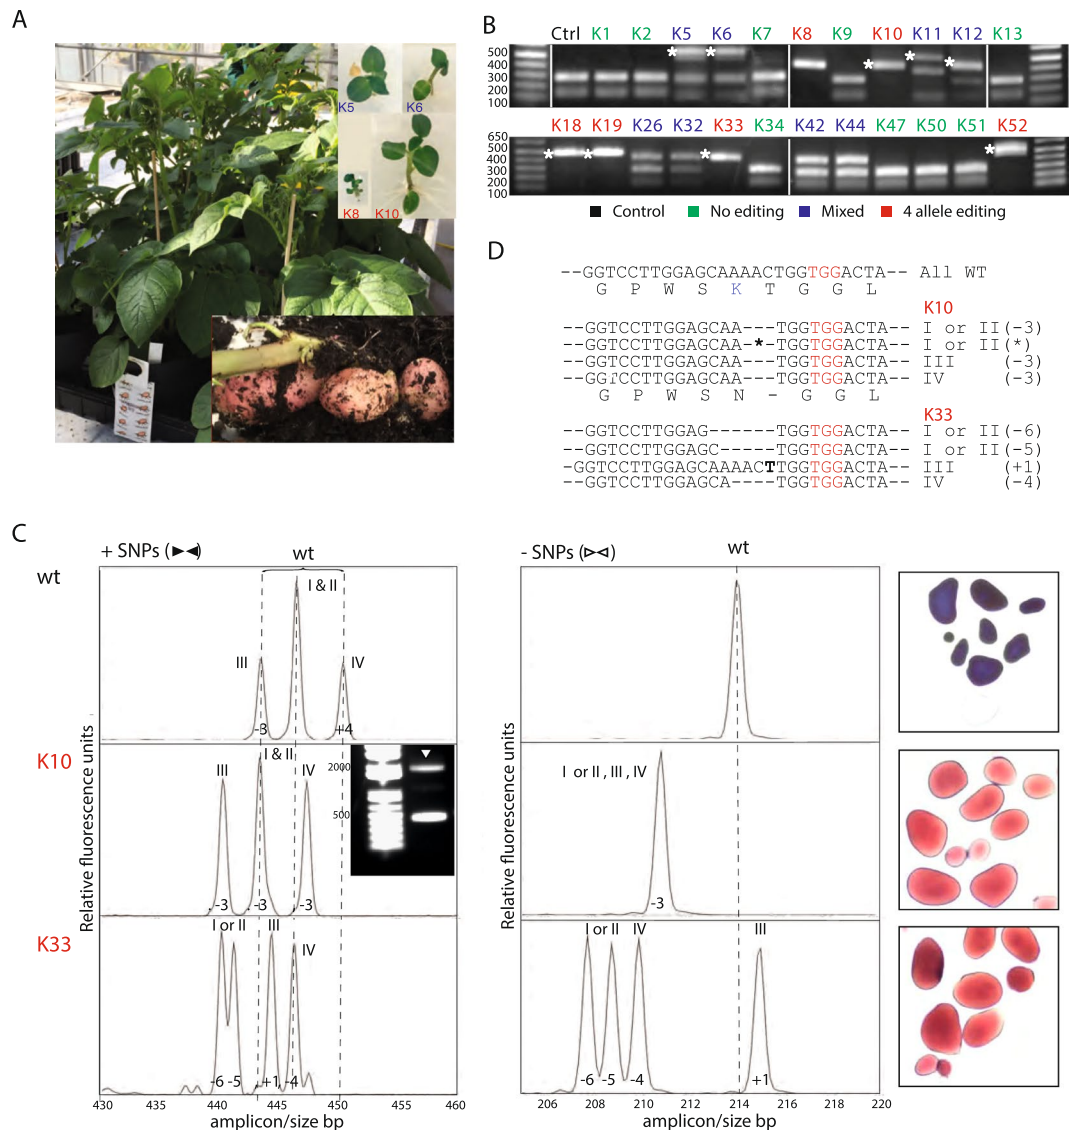 A
K5
K6
K8 K10
B
Ctrl K1 K2 K5 K6 K7 K8 K9 K10 K11 K12 K13
500
400
300
200
100
* * * * *
K18 K19 K26 K32 K33 K34 K42 K44 K47 K50 K51 K52
650
500
400
300
200
100
* * * *
Control No editing Mixed 4 allele editing
D
--GGTCCTTGGAGCAAAACTGGTGGACTA-- All WT
G P W S K T G G L
K10
--GGTCCTTGGAGCAA---TGGTGGACTA-- I or II(-3)
--GGTCCTTGGAGCAA-*-TGGTGGACTA-- I or II(*)
--GGTCCTTGGAGCAA---TGGTGGACTA-- III (-3)
--GGTCCTTGGAGCAA---TGGTGGACTA-- IV (-3)
G P W S N - G G L
K33
--GGTCCTTGGAG------TGGTGGACTA-- I or II(-6)
--GGTCCTTGGAGC-----TGGTGGACTA-- I or II(-5)
--GGTCCTTGGAGCAAAACTTGGTGGACTA-- III (+1)
--GGTCCTTGGAGCA----TGGTGGACTA-- IV (-4)
C
+ SNPs (►◄) wt
- SNPs (▷◁) wt
wt
I & II
III
IV
-3
+4
K10
III
I & II
IV
2000
500
-3 -3 -3
I or II , III , IV
-3
K33
I or II III
IV
-6 -5 +1 -4
I or II IV III
-6 -5 -4 +1
Relative fluorescence units
Relative fluorescence units
430 435 440 445 450 455 460
amplicon/size bp
206 208 210 212 214 216 218 220
amplicon/size bp